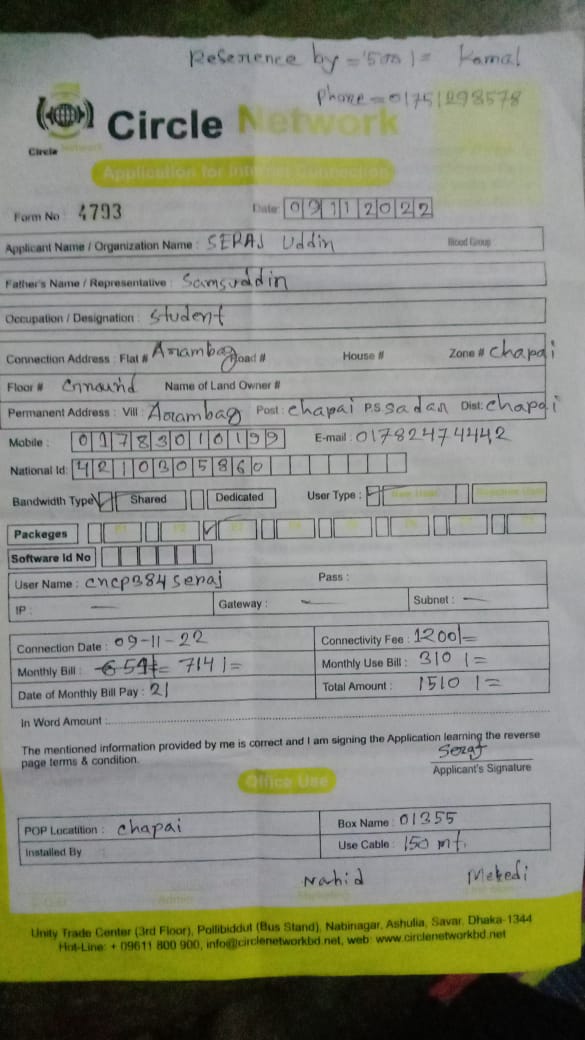 Reference by = 500/= Kamal
Phone = 01751298578
Circle Network
Circle Network
Application for Internet Connection
Form No : 4793 Date: 09112022
Applicant Name / Organization Name : SERAJ Uddin Blood Group
Father's Name / Representative : Samsuddin
Occupation / Designation : Student
Connection Address : Flat # Arambag Road # House # Zone # Chapai
Floor # Name of Land Owner #
Permanent Address : Vill : Arambag Post : Chapai P.S Sadar Dist: Chapai
Mobile : 01783010199 E-mail : 01782474442
National Id: 4210305860
Bandwidth Type Shared Dedicated User Type :
Packeges P1 P2 P3
Software Id No
User Name : cncp384seraj Pass :
IP : — Gateway : — Subnet : —
Connection Date : 09-11-22 Connectivity Fee : 1200/=
Monthly Bill : 714/= Monthly Use Bill : 310/=
Date of Monthly Bill Pay : 21 Total Amount : 1510/=
In Word Amount :
The mentioned information provided by me is correct and I am signing the Application learning the reverse
page terms & condition.
Seraj
Applicant's Signature
Office Use
POP Locatition : Chapai Box Name : 01355
Installed By Use Cable : 150 mt.
Nahid Mehedi
Unity Trade Center (3rd Floor), Pollibiddut (Bus Stand), Nabinagar, Ashulia, Savar, Dhaka-1344
Hot-Line: + 09611 800 900, info@circlenetworkbd.net, web: www.circlenetworkbd.net